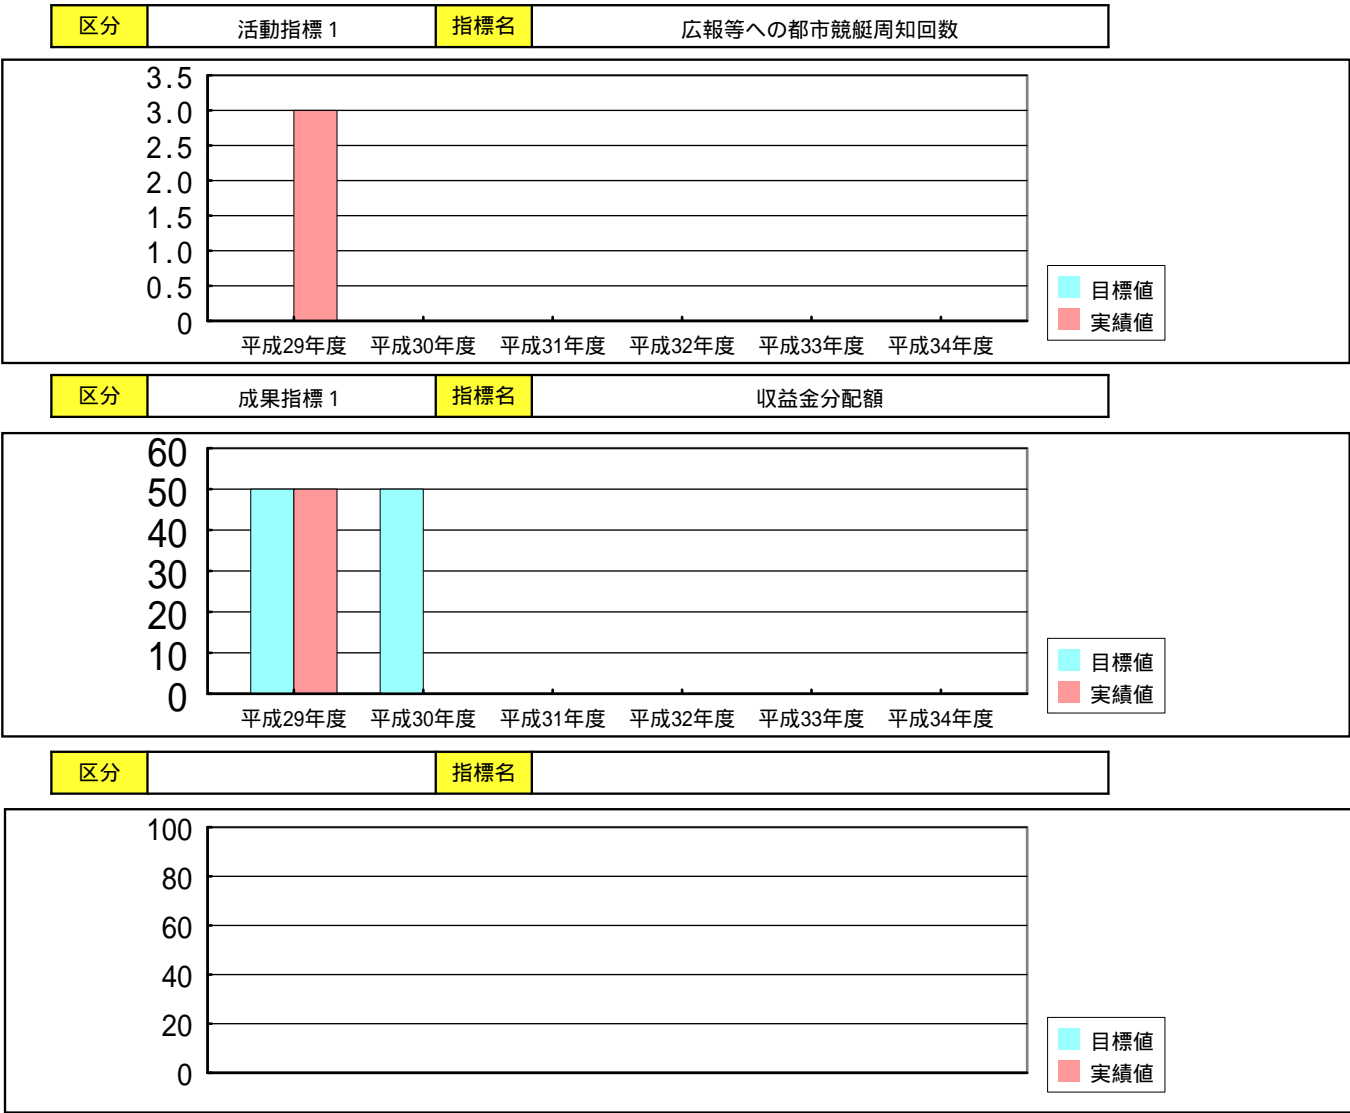 区分 活動指標1 指標名 広報等への都市競艇周知回数
3.5
3.0
2.5
2.0
1.5
1.0
0.5
0
平成29年度 平成30年度 平成31年度 平成32年度 平成33年度 平成34年度
目標値
実績値
区分 成果指標1 指標名 収益金分配額
60
50
40
30
20
10
0
平成29年度 平成30年度 平成31年度 平成32年度 平成33年度 平成34年度
目標値
実績値
区分 指標名
100
80
60
40
20
0
目標値
実績値